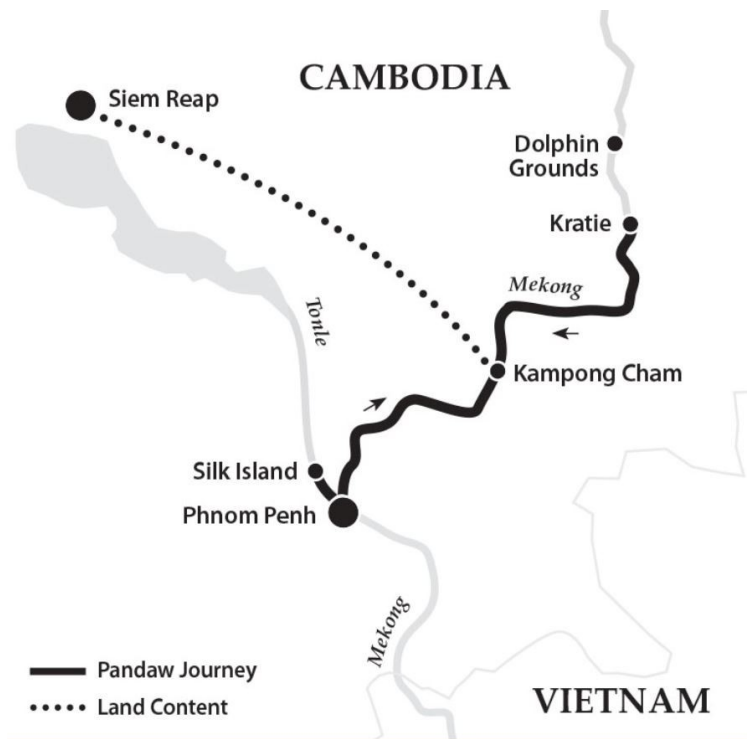 CAMBODIA
Siem Reap
Dolphin
Grounds
Kratie
Mekong
Tonle
Kampong Cham
Silk Island
Phnom Penh
Mekong
Pandaw Journey
Land Content
VIETNAM